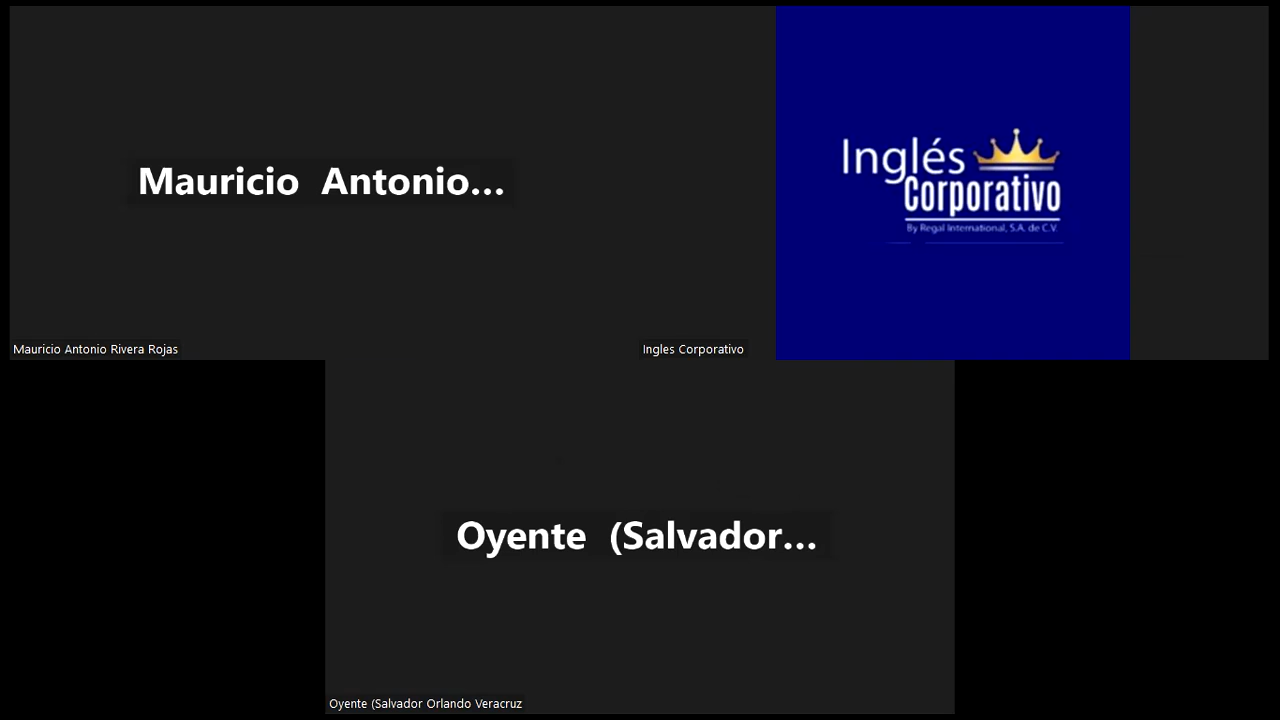 Mauricio Antonio...
Mauricio Antonio Rivera Rojas
Inglés
Corporativo
By Regal International, S.A. de C.V.
Ingles Corporativo
Oyente (Salvador...
Oyente (Salvador Orlando Veracruz